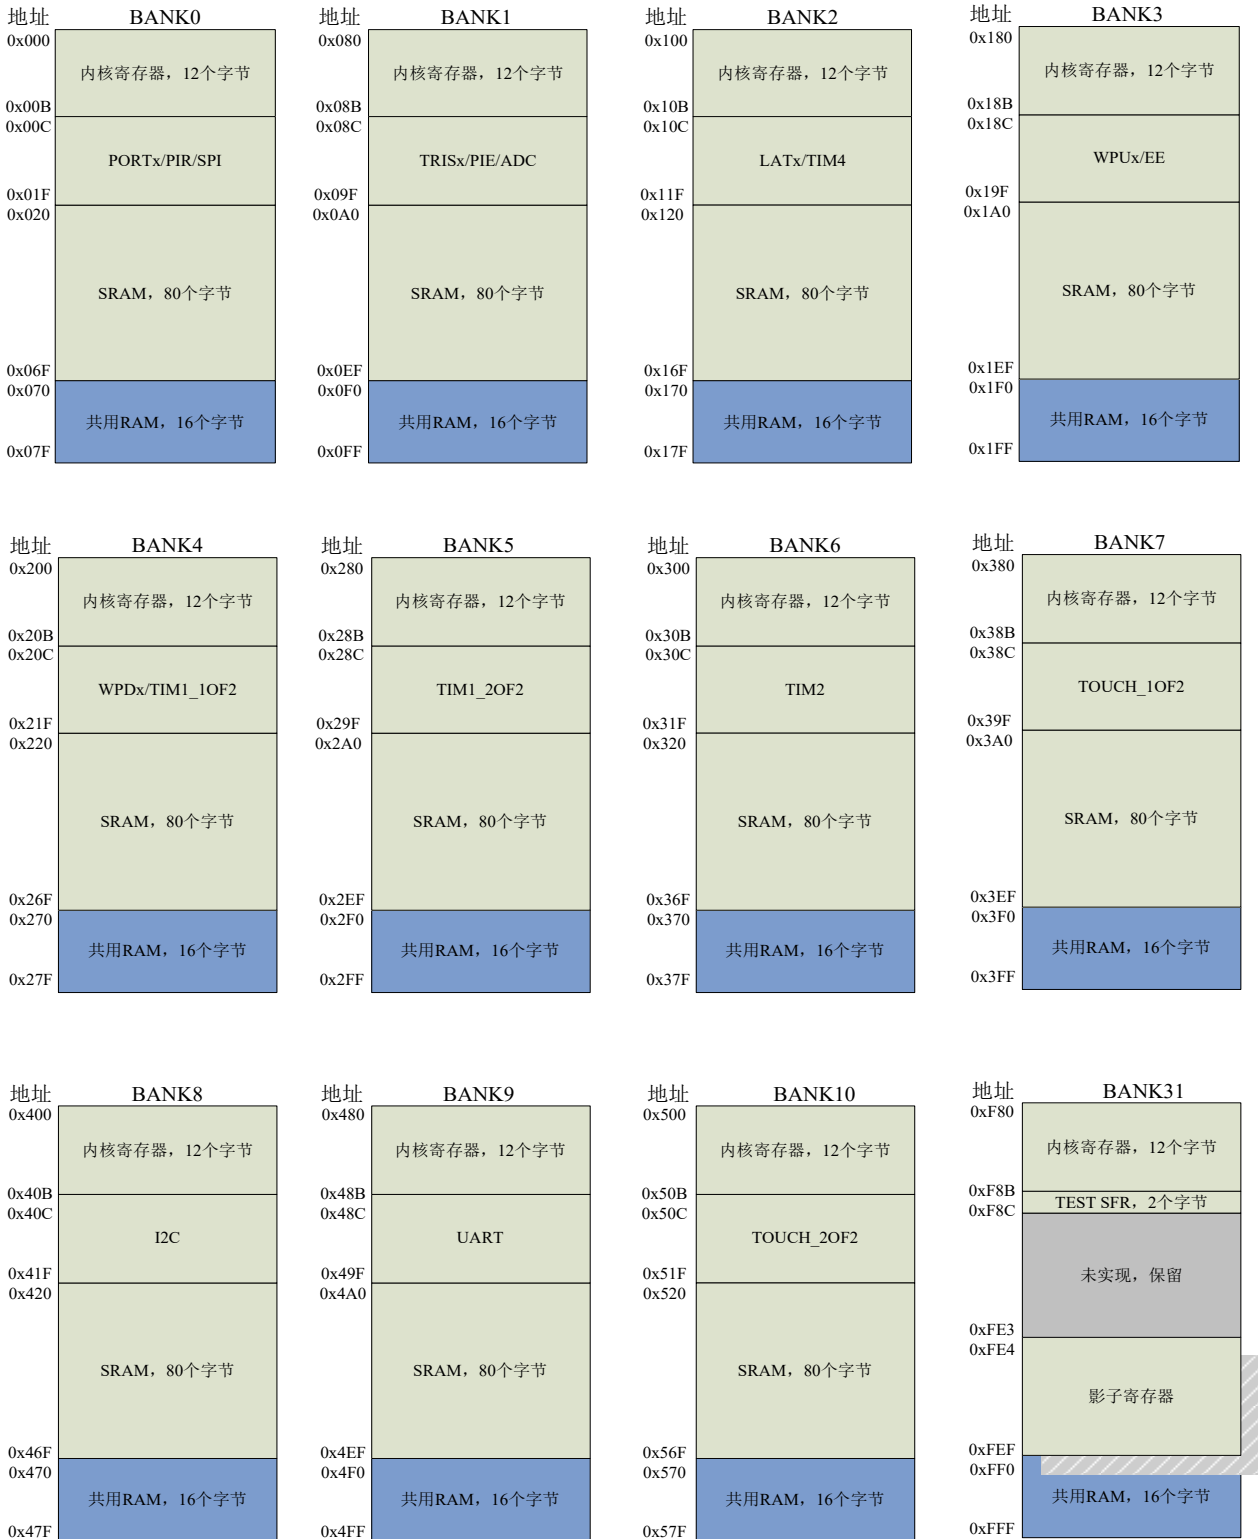 地址 BANK0
0x000
内核寄存器，12个字节
0x00B
0x00C
PORTx/PIR/SPI
0x01F
0x020
SRAM，80个字节
0x06F
0x070
共用RAM，16个字节
0x07F
地址 BANK1
0x080
内核寄存器，12个字节
0x08B
0x08C
TRISx/PIE/ADC
0x09F
0x0A0
SRAM，80个字节
0x0EF
0x0F0
共用RAM，16个字节
0x0FF
地址 BANK2
0x100
内核寄存器，12个字节
0x10B
0x10C
LATx/TIM4
0x11F
0x120
SRAM，80个字节
0x16F
0x170
共用RAM，16个字节
0x17F
地址 BANK3
0x180
内核寄存器，12个字节
0x18B
0x18C
WPUx/EE
0x19F
0x1A0
SRAM，80个字节
0x1EF
0x1F0
共用RAM，16个字节
0x1FF
地址 BANK4
0x200
内核寄存器，12个字节
0x20B
0x20C
WPDx/TIM1_1OF2
0x21F
0x220
SRAM，80个字节
0x26F
0x270
共用RAM，16个字节
0x27F
地址 BANK5
0x280
内核寄存器，12个字节
0x28B
0x28C
TIM1_2OF2
0x29F
0x2A0
SRAM，80个字节
0x2EF
0x2F0
共用RAM，16个字节
0x2FF
地址 BANK6
0x300
内核寄存器，12个字节
0x30B
0x30C
TIM2
0x31F
0x320
SRAM，80个字节
0x36F
0x370
共用RAM，16个字节
0x37F
地址 BANK7
0x380
内核寄存器，12个字节
0x38B
0x38C
TOUCH_1OF2
0x39F
0x3A0
SRAM，80个字节
0x3EF
0x3F0
共用RAM，16个字节
0x3FF
地址 BANK8
0x400
内核寄存器，12个字节
0x40B
0x40C
I2C
0x41F
0x420
SRAM，80个字节
0x46F
0x470
共用RAM，16个字节
0x47F
地址 BANK9
0x480
内核寄存器，12个字节
0x48B
0x48C
UART
0x49F
0x4A0
SRAM，80个字节
0x4EF
0x4F0
共用RAM，16个字节
0x4FF
地址 BANK10
0x500
内核寄存器，12个字节
0x50B
0x50C
TOUCH_2OF2
0x51F
0x520
SRAM，80个字节
0x56F
0x570
共用RAM，16个字节
0x57F
地址 BANK31
0xF80
内核寄存器，12个字节
0xF8B
TEST SFR，2个字节
0xF8C
未实现，保留
0xFE3
0xFE4
影子寄存器
0xFEF
0xFF0
共用RAM，16个字节
0xFFF